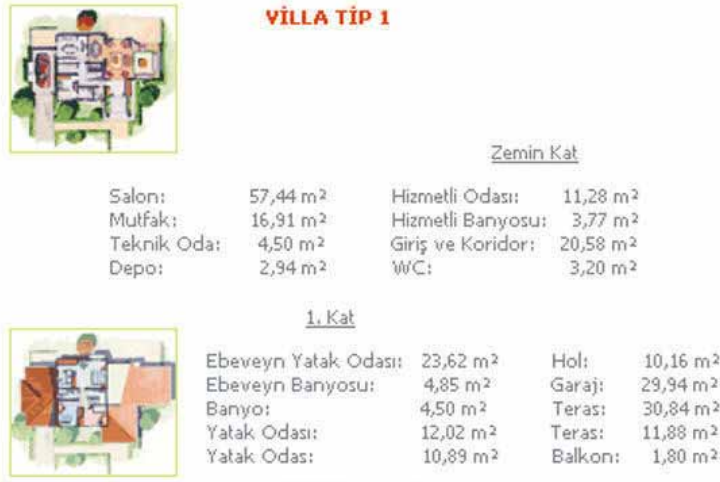 VİLLA TİP 1
Zemin Kat
Salon: 57,44 m² Hizmetli Odası: 11,28 m²
Mutfak: 16,91 m² Hizmetli Banyosu: 3,77 m²
Teknik Oda: 4,50 m² Giriş ve Koridor: 20,58 m²
Depo: 2,94 m² WC: 3,20 m²
1. Kat
Ebeveyn Yatak Odası: 23,62 m² Hol: 10,16 m²
Ebeveyn Banyosu: 4,85 m² Garaj: 29,94 m²
Banyo: 4,50 m² Teras: 30,84 m²
Yatak Odası: 12,02 m² Teras: 11,88 m²
Yatak Odas: 10,89 m² Balkon: 1,80 m²